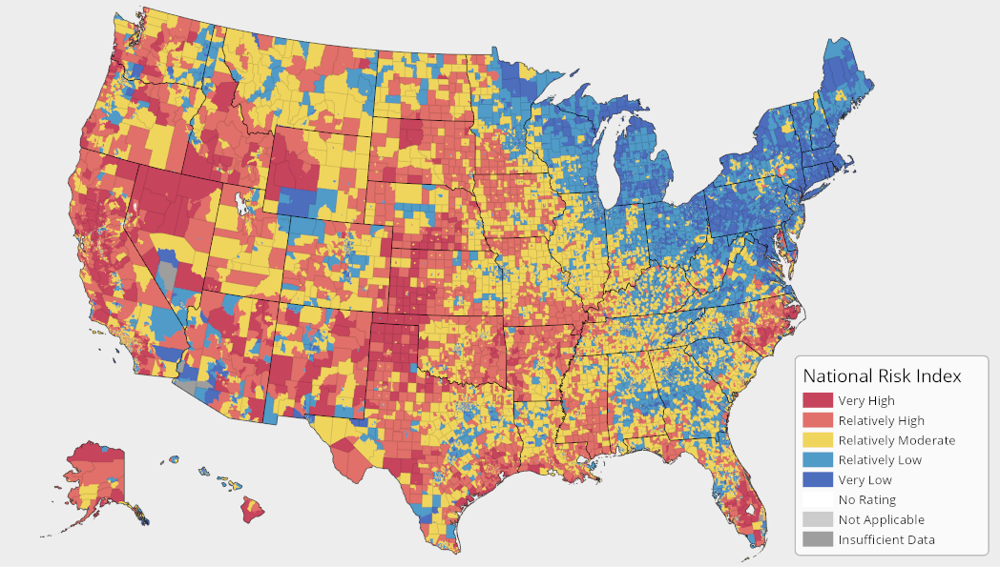 National Risk Index
Very High
Relatively High
Relatively Moderate
Relatively Low
Very Low
No Rating
Not Applicable
Insufficient Data